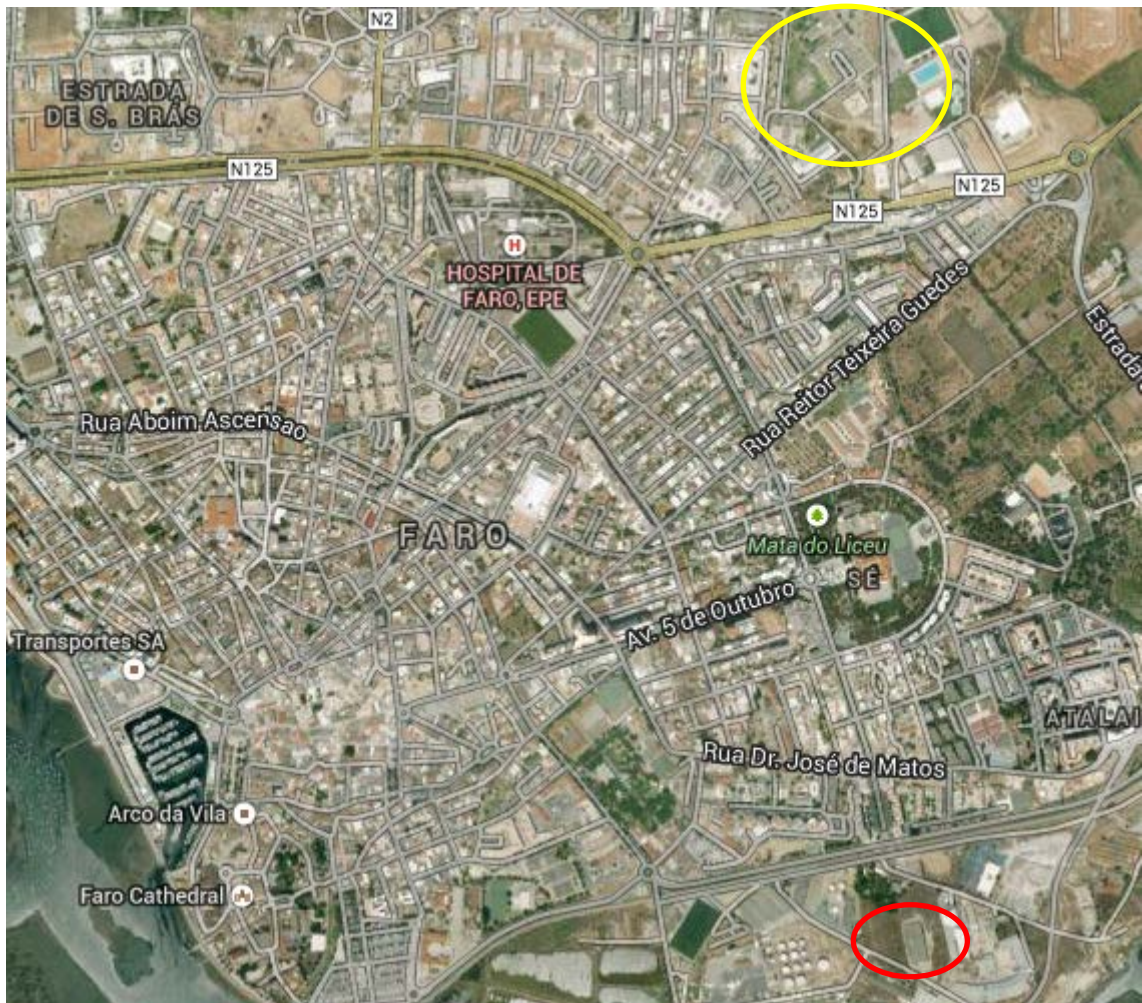 N2
ESTRADA
DE S. BRÁS
N125
N125
N125
H
HOSPITAL DE
FARO, EPE
Rua Reitor Teixeira Guedes
Estrada
Rua Aboim Ascensao
FARO
Mata do Liceu
SÉ
Av. 5 de Outubro
Transportes SA
ATALAI
Rua Dr. José de Matos
Arco da Vila
Faro Cathedral